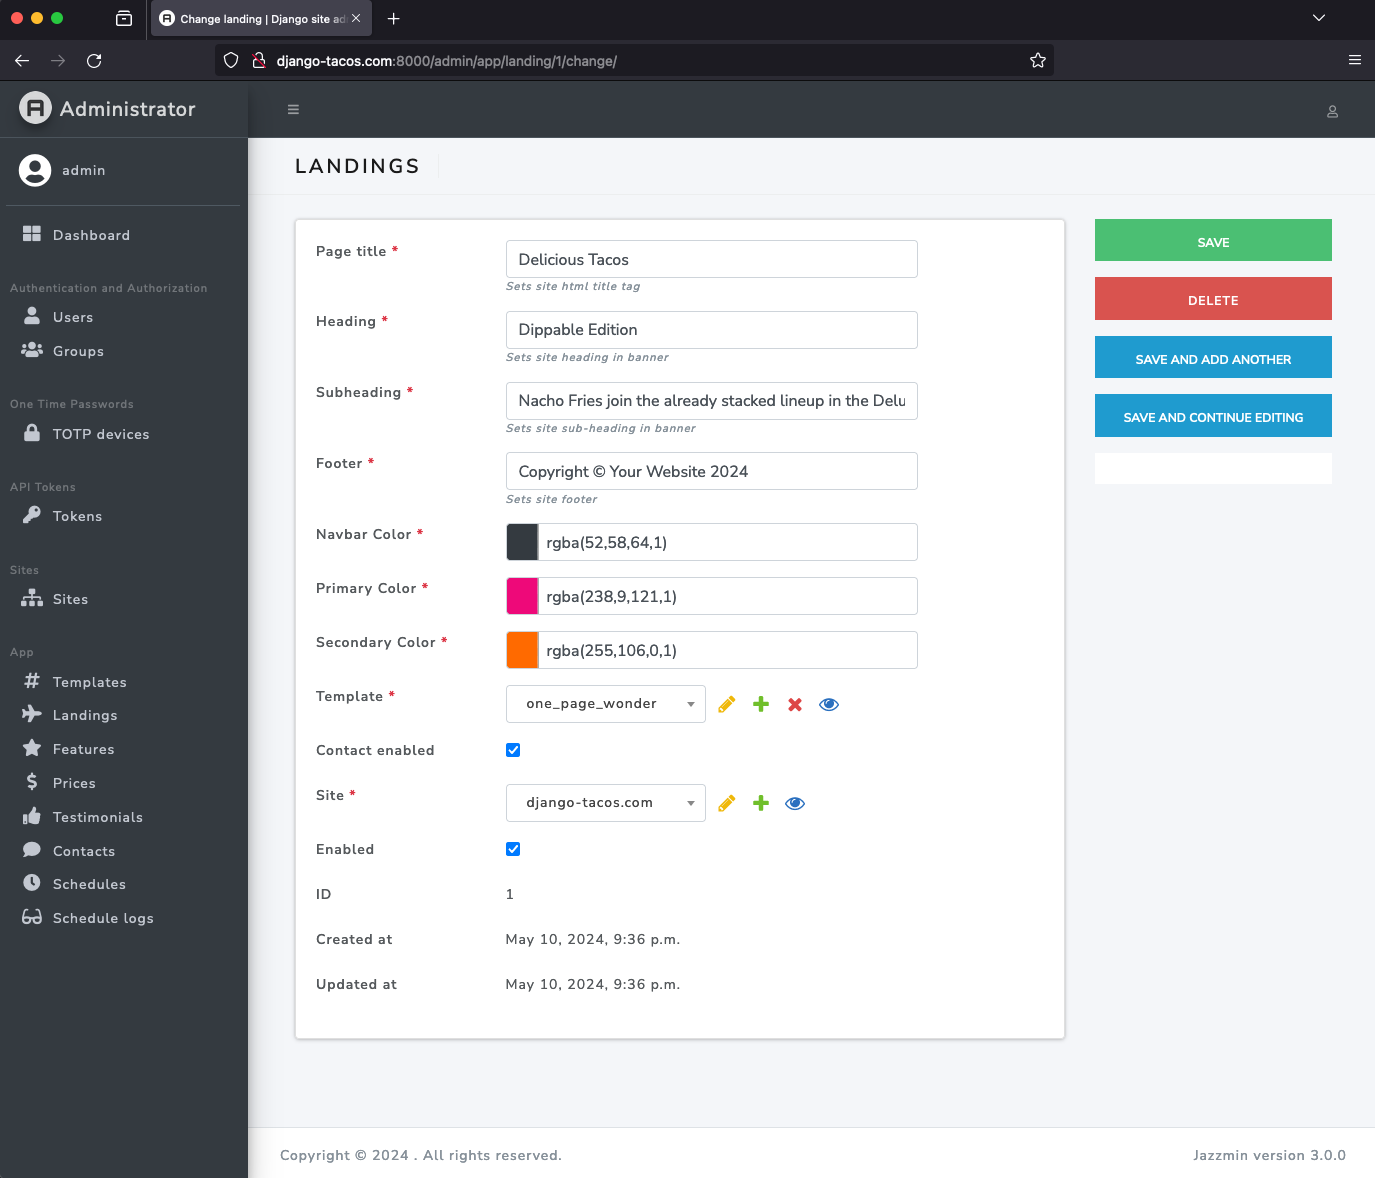 Change landing | Django site ad
django-tacos.com:8000/admin/app/landing/1/change/
Administrator
admin
Dashboard
Authentication and Authorization
Users
Groups
One Time Passwords
TOTP devices
API Tokens
Tokens
Sites
Sites
App
Templates
Landings
Features
Prices
Testimonials
Contacts
Schedules
Schedule logs
LANDINGS
Page title *
Delicious Tacos
Sets site html title tag
Heading *
Dippable Edition
Sets site heading in banner
Subheading *
Nacho Fries join the already stacked lineup in the Delu
Sets site sub-heading in banner
Footer *
Copyright © Your Website 2024
Sets site footer
Navbar Color *
rgba(52,58,64,1)
Primary Color *
rgba(238,9,121,1)
Secondary Color *
rgba(255,106,0,1)
Template *
one_page_wonder
Contact enabled
Site *
django-tacos.com
Enabled
ID
1
Created at
May 10, 2024, 9:36 p.m.
Updated at
May 10, 2024, 9:36 p.m.
SAVE
DELETE
SAVE AND ADD ANOTHER
SAVE AND CONTINUE EDITING
Copyright © 2024 . All rights reserved.
Jazzmin version 3.0.0